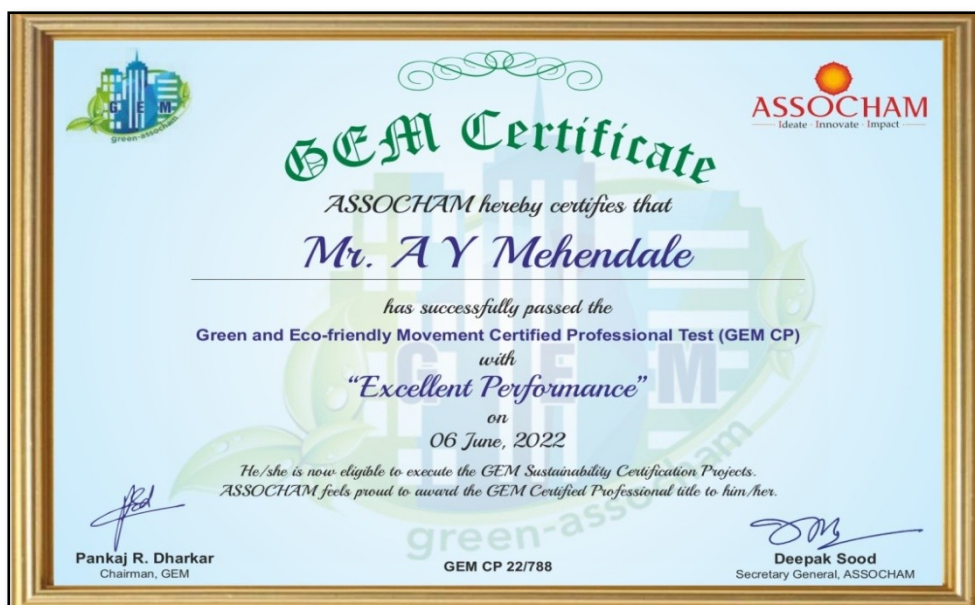 GEM
green-assocham
ASSOCHAM
Ideate · Innovate · Impact
GEM Certificate
ASSOCHAM hereby certifies that
Mr. A Y Mehendale
has successfully passed the
Green and Eco-friendly Movement Certified Professional Test (GEM CP)
with
“Excellent Performance”
on
06 June, 2022
He/she is now eligible to execute the GEM Sustainability Certification Projects.
ASSOCHAM feels proud to award the GEM Certified Professional title to him/her.
GEM
green-assocham
Pankaj R. Dharkar
Chairman, GEM
GEM CP 22/788
Deepak Sood
Secretary General, ASSOCHAM